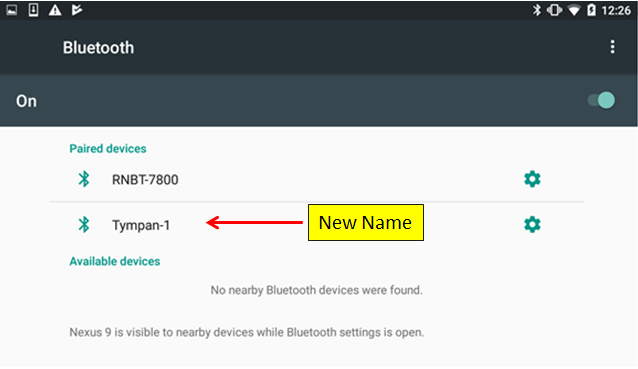 12:26
Bluetooth
On
Paired devices
RNBT-7800
Tympan-1
New Name
Available devices
No nearby Bluetooth devices were found.
Nexus 9 is visible to nearby devices while Bluetooth settings is open.